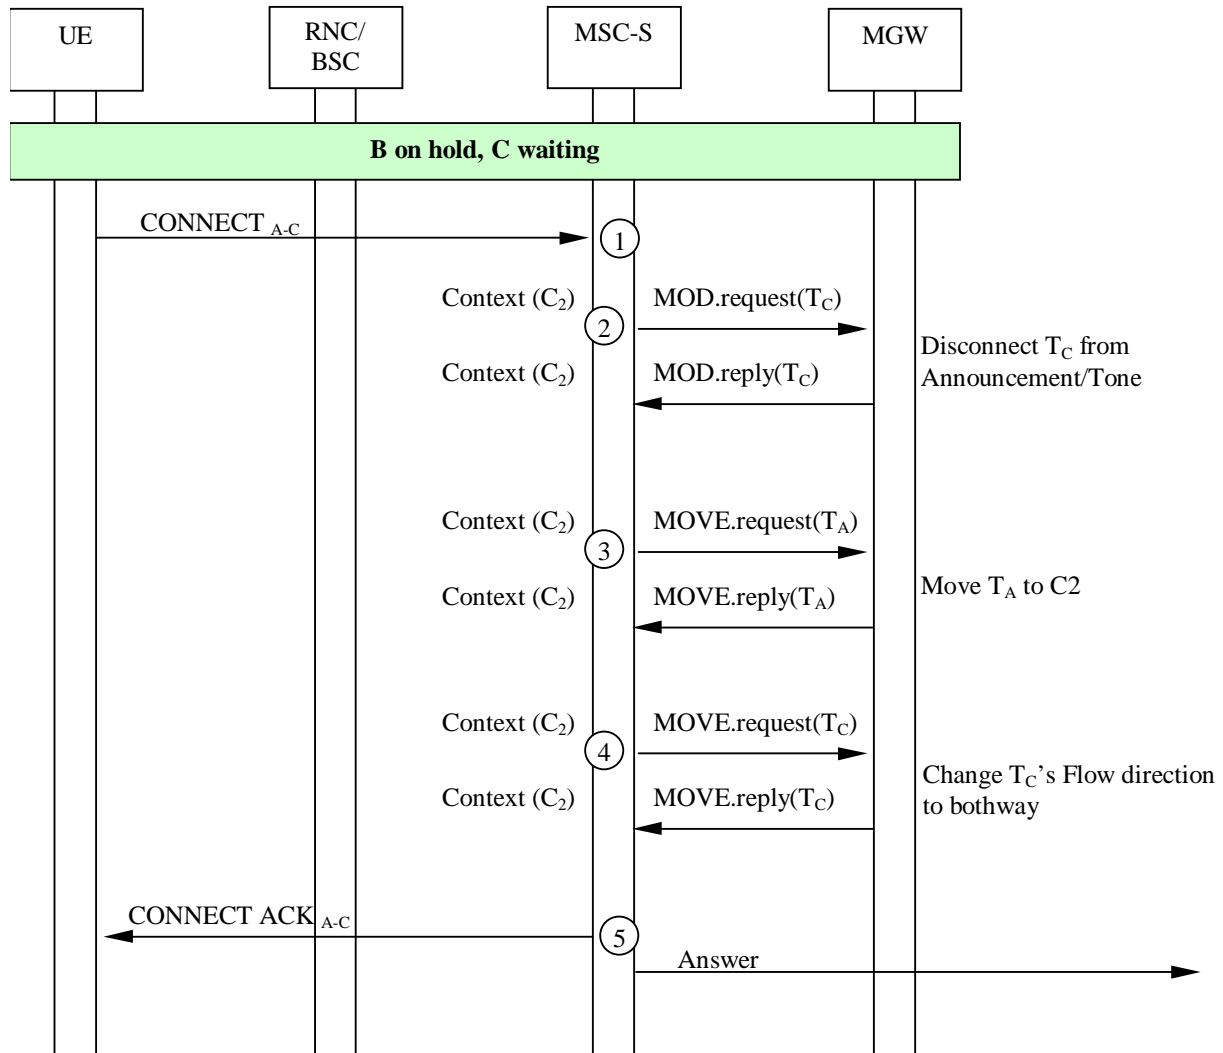 UE
RNC/
BSC
MSC-S
MGW
B on hold, C waiting
CONNECT A-C
1
Context (C2)
MOD.request(TC)
2
Disconnect TC from
Announcement/Tone
Context (C2)
MOD.reply(TC)
Context (C2)
MOVE.request(TA)
3
Move TA to C2
Context (C2)
MOVE.reply(TA)
Context (C2)
MOVE.request(TC)
4
Change TC’s Flow direction
to bothway
Context (C2)
MOVE.reply(TC)
CONNECT ACK A-C
5
Answer